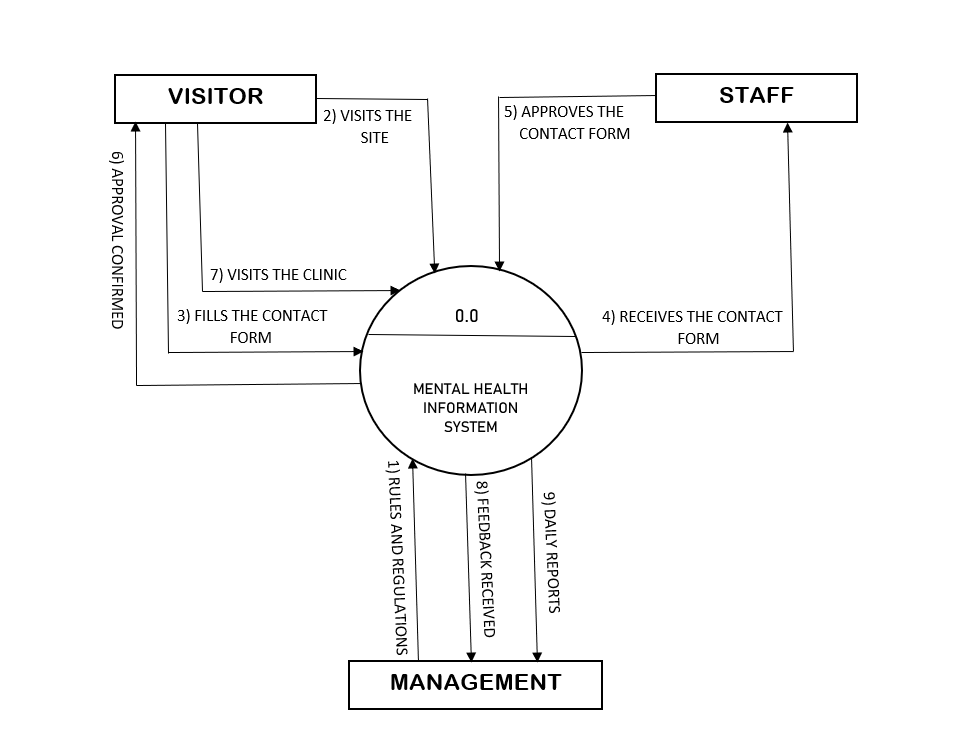 VISITOR
STAFF
2) VISITS THE
SITE
5) APPROVES THE
CONTACT FORM
6) APPROVAL CONFIRMED
7) VISITS THE CLINIC
3) FILLS THE CONTACT
FORM
0.0
4) RECEIVES THE CONTACT
FORM
MENTAL HEALTH
INFORMATION
SYSTEM
1) RULES AND REGULATIONS
8) FEEDBACK RECEIVED
9) DAILY REPORTS
MANAGEMENT